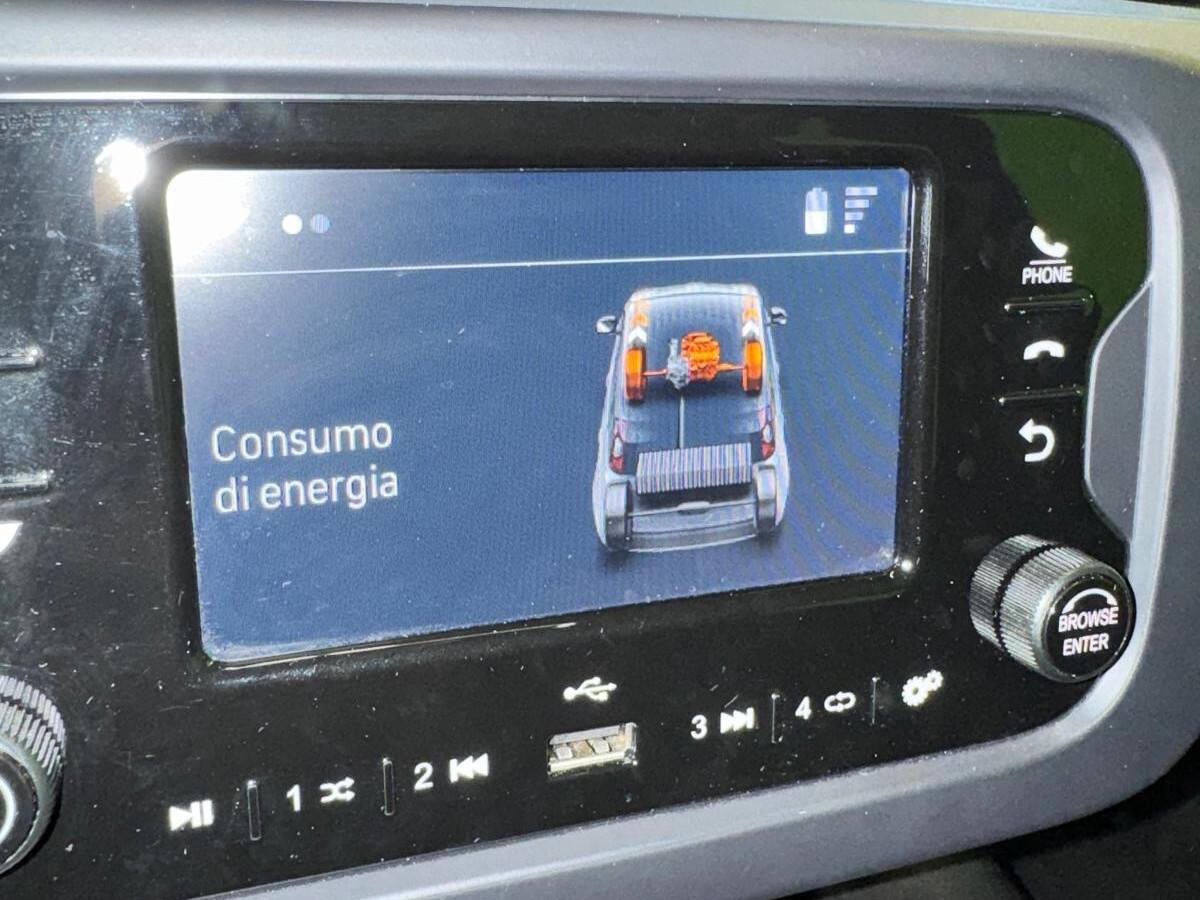 Consumo
di energia
PHONE
BROWSE
ENTER
1
2
3
4